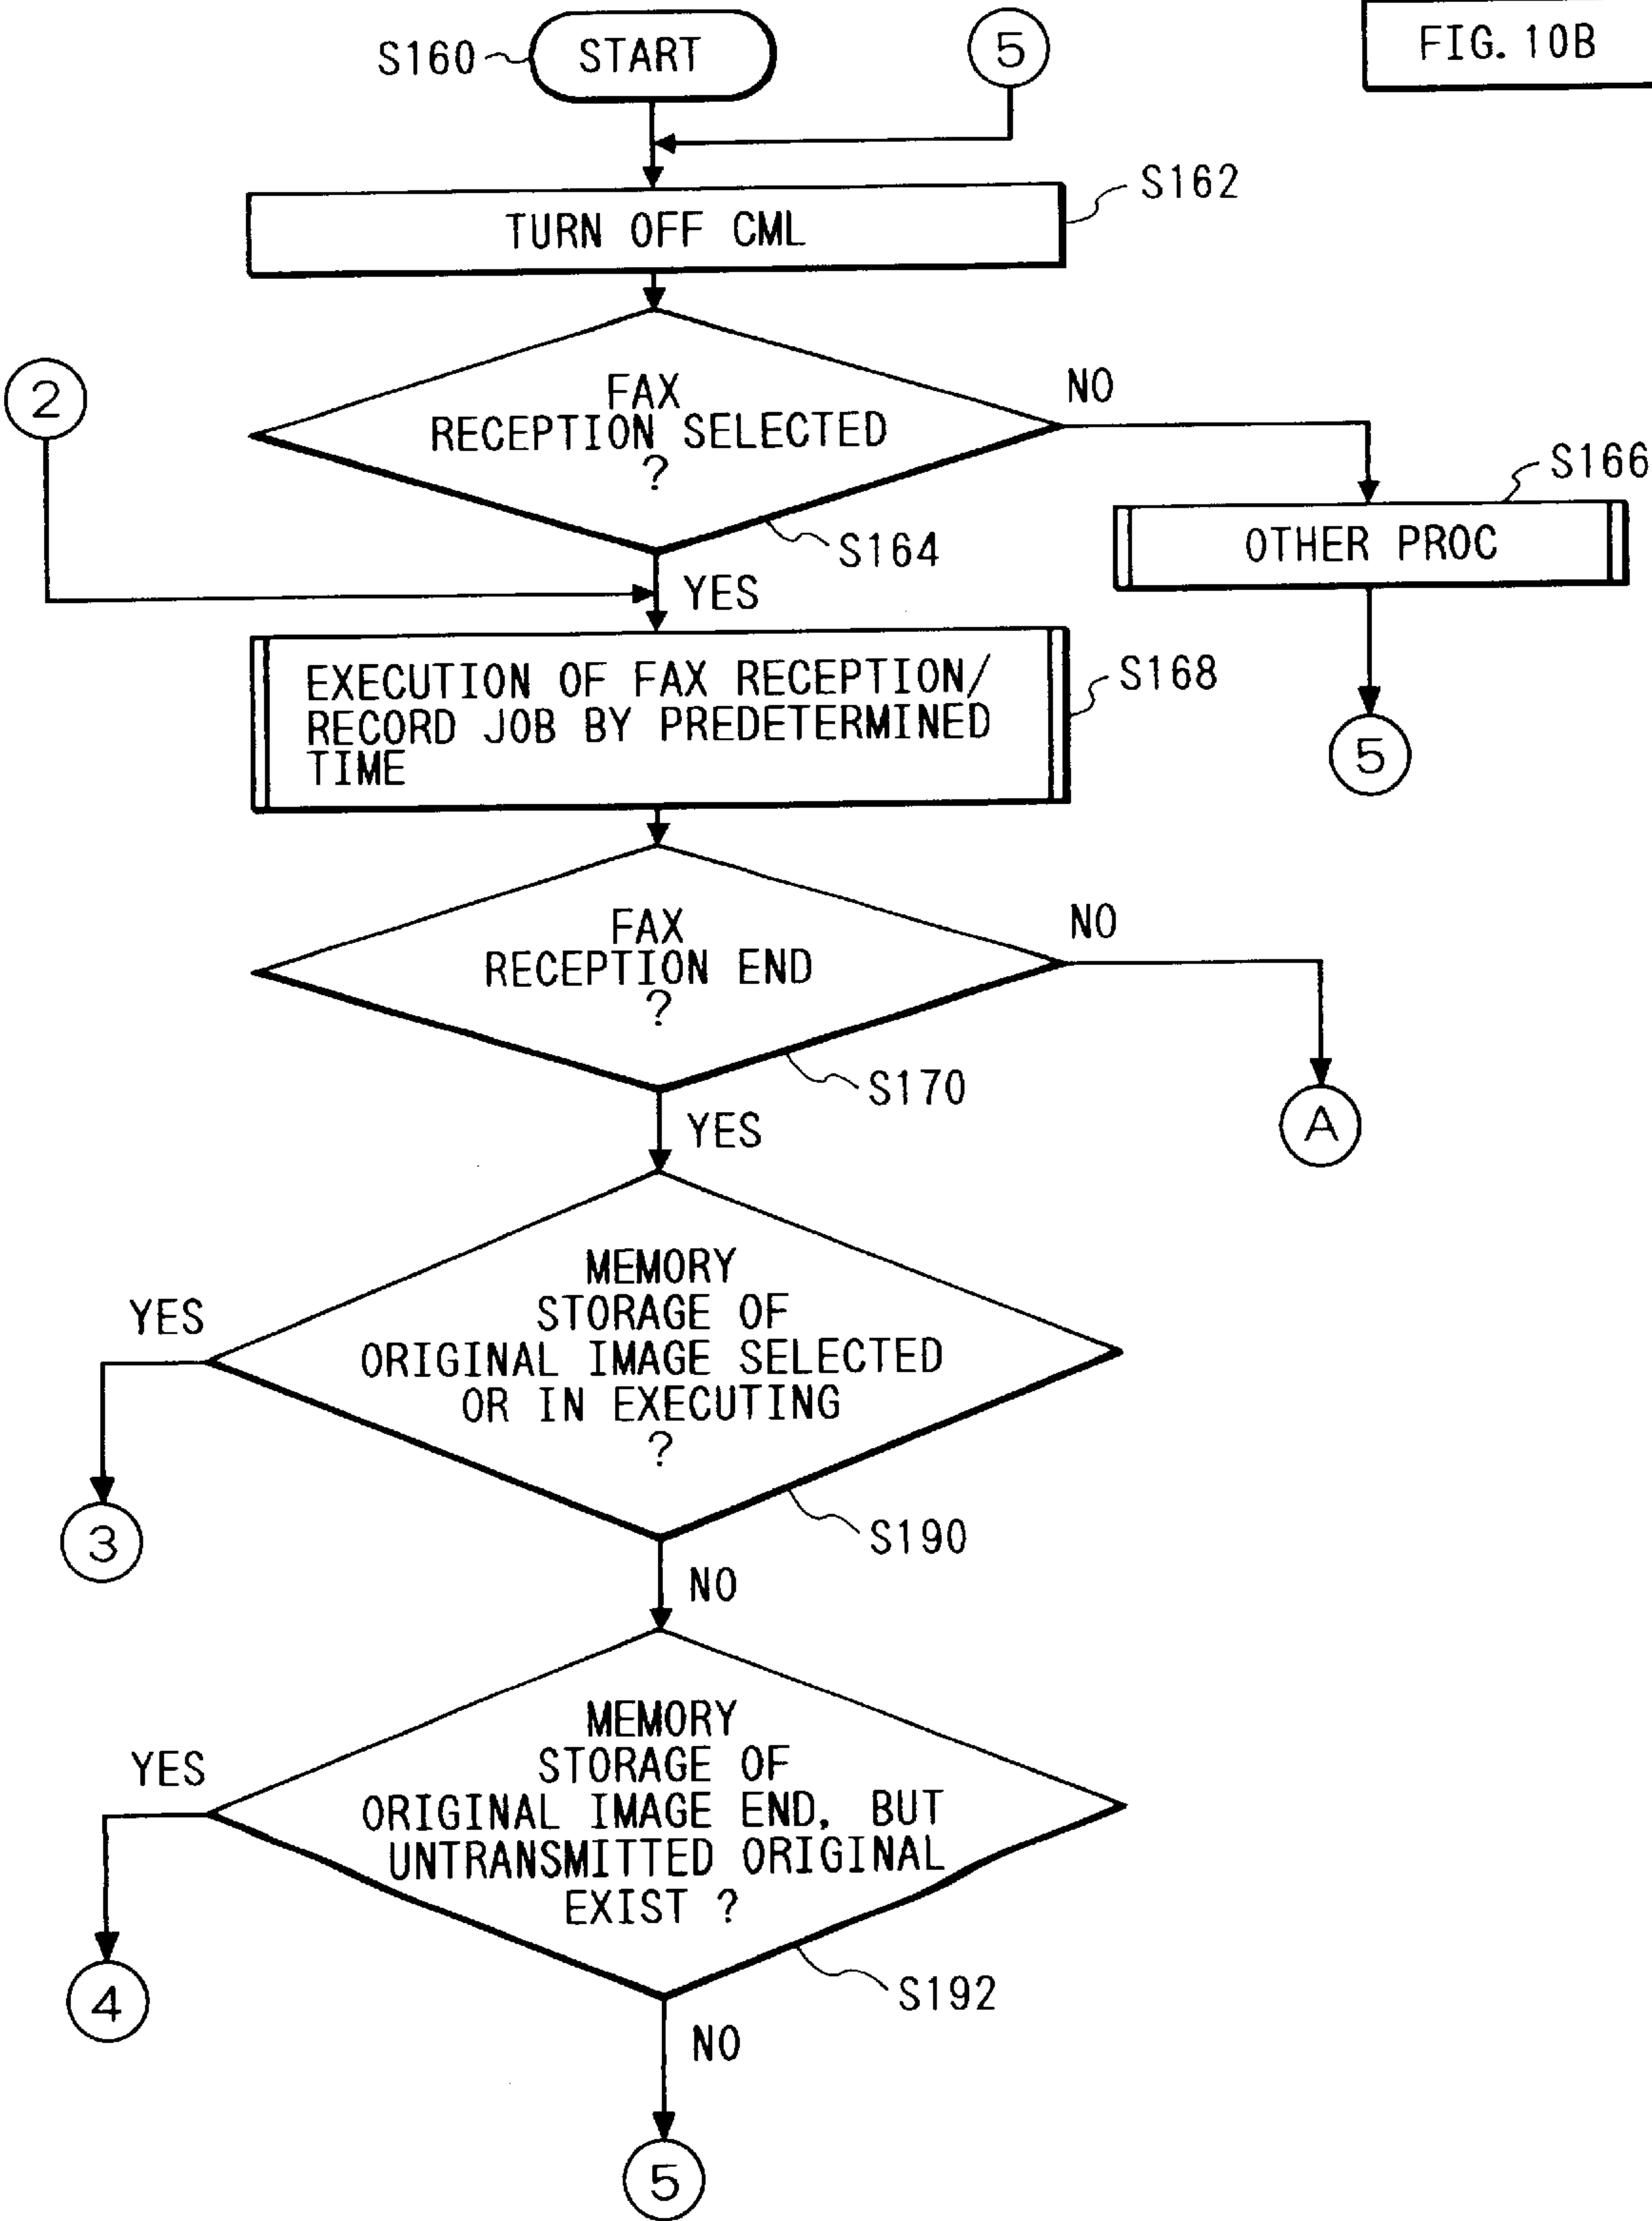 FIG. 10B
S160
START
5
TURN OFF CML
S162
FAX
RECEPTION SELECTED
?
NO
S164
YES
2
S166
OTHER PROC
5
EXECUTION OF FAX RECEPTION/
RECORD JOB BY PREDETERMINED
TIME
S168
FAX
RECEPTION END
?
NO
S170
YES
A
MEMORY
STORAGE OF
ORIGINAL IMAGE SELECTED
OR IN EXECUTING
?
YES
3
S190
NO
MEMORY
STORAGE OF
ORIGINAL IMAGE END, BUT
UNTRANSMITTED ORIGINAL
EXIST ?
YES
4
S192
NO
5